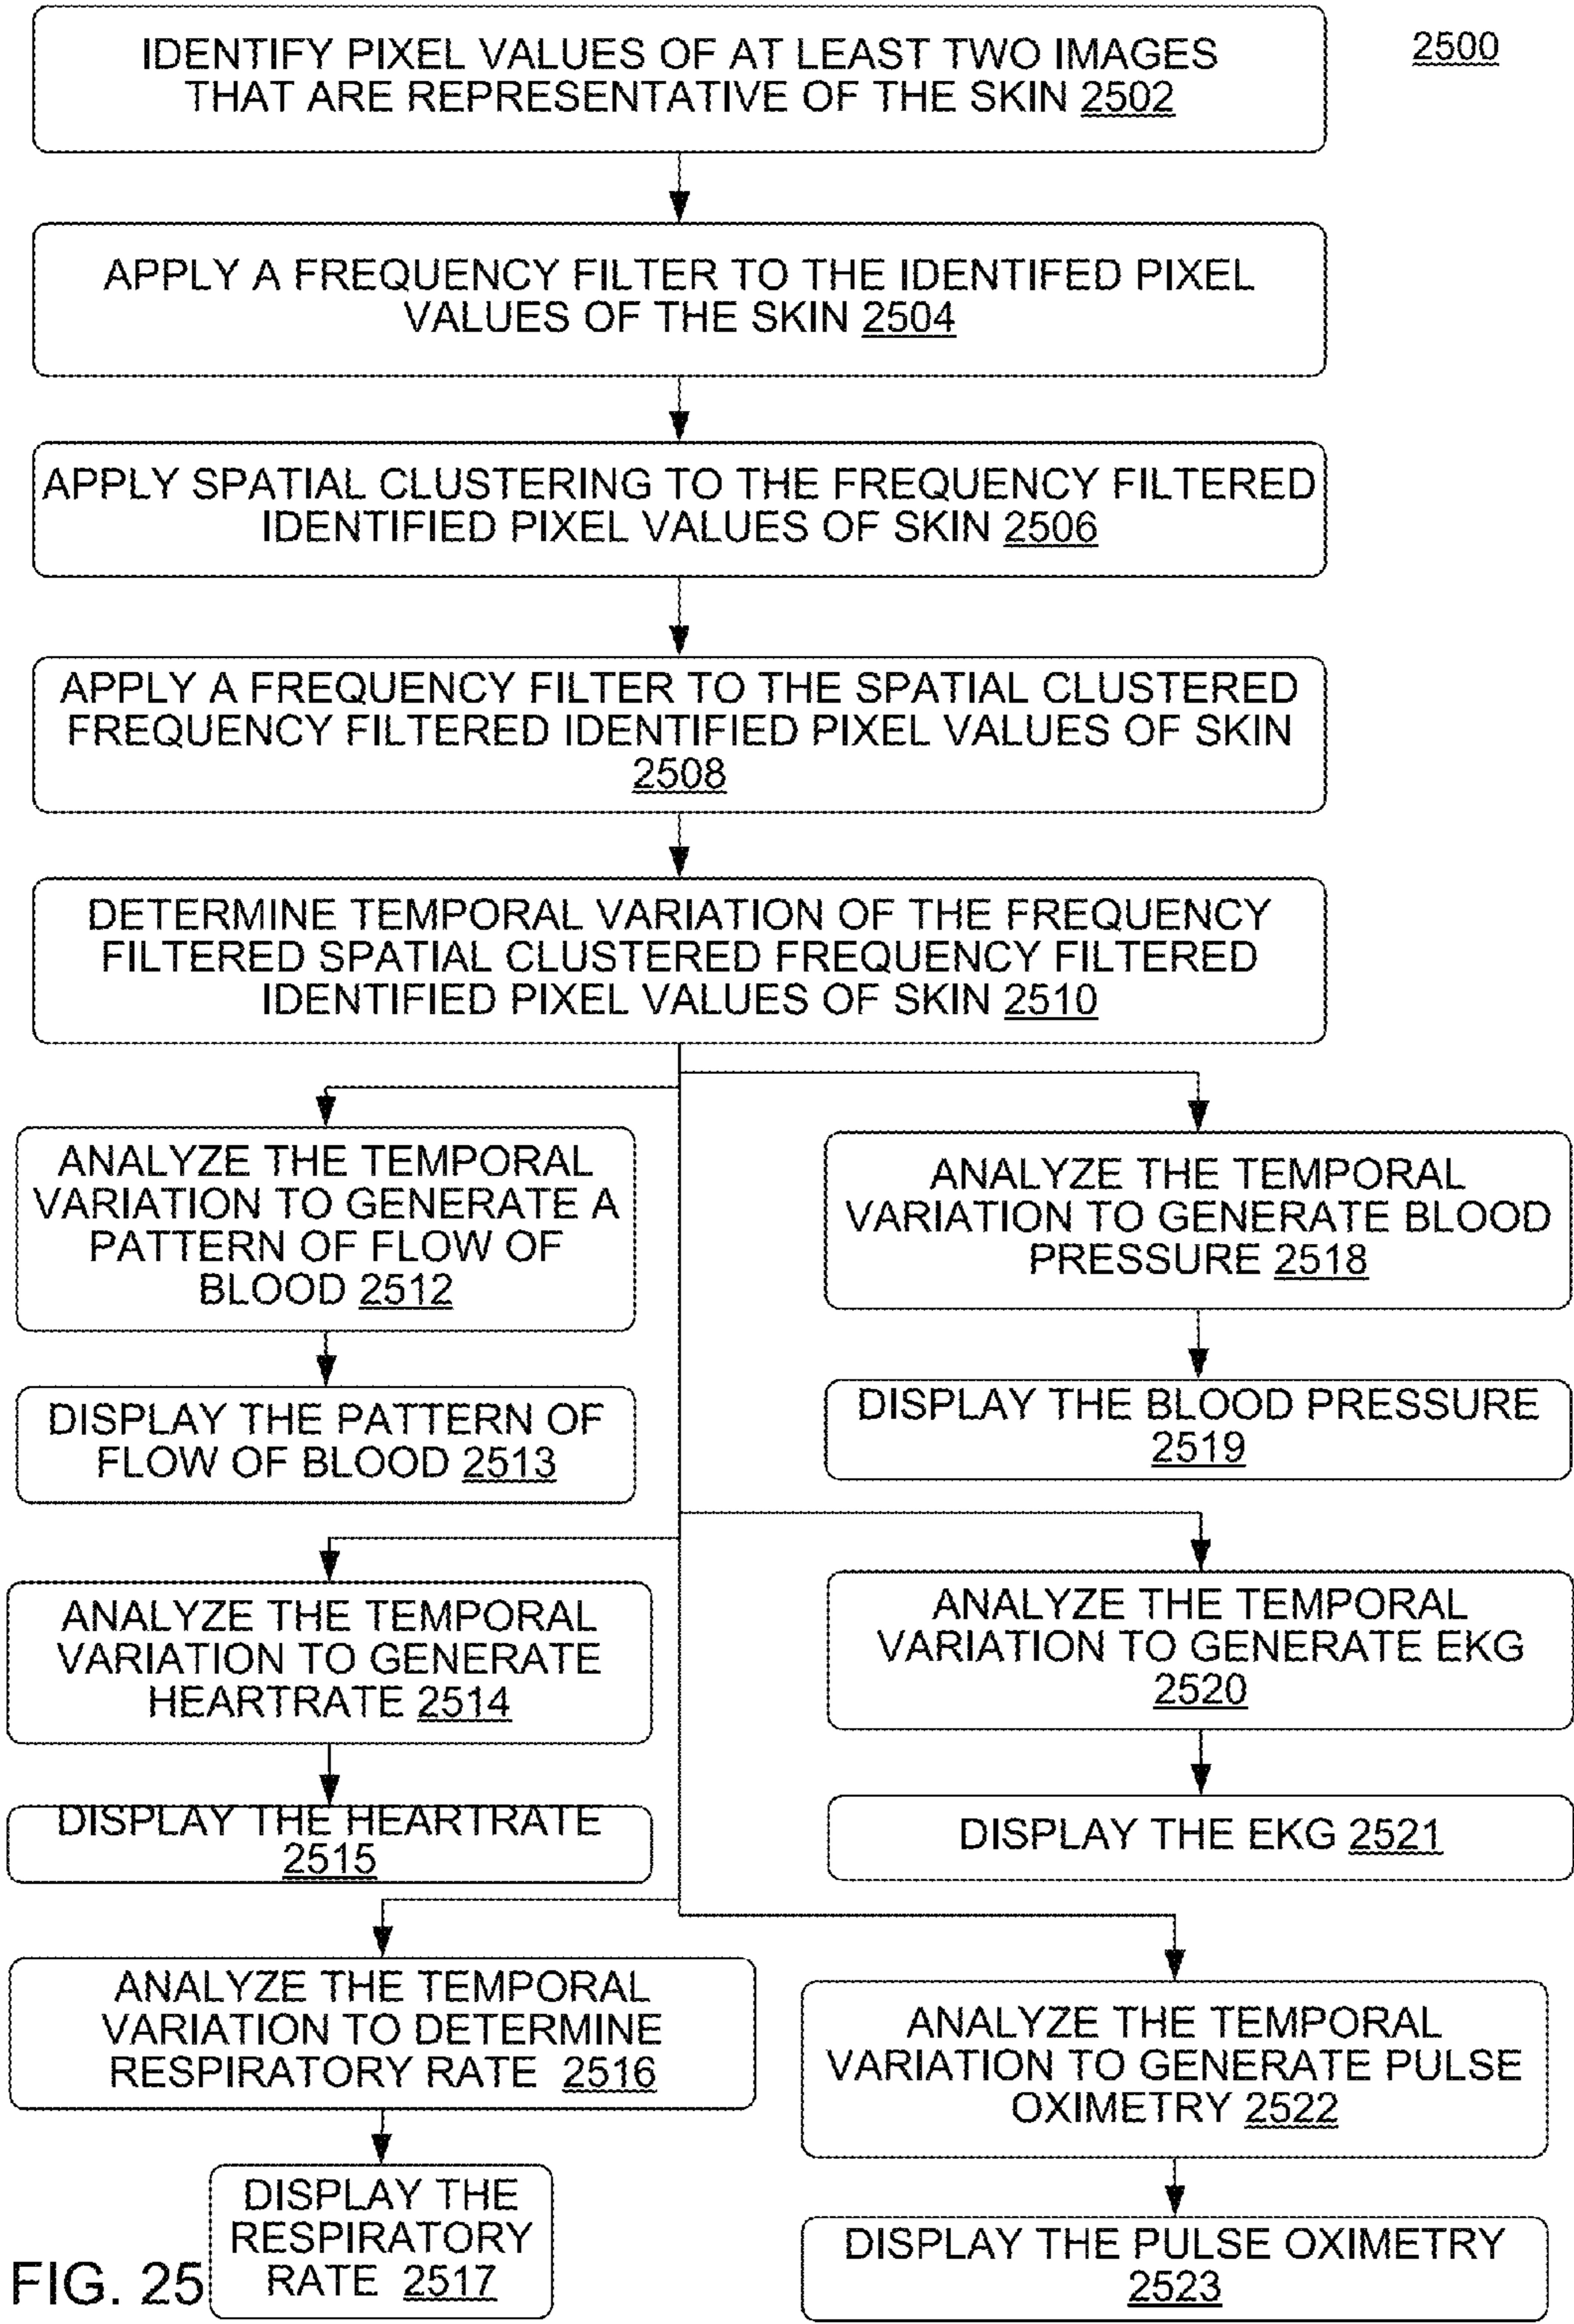 2500
IDENTIFY PIXEL VALUES OF AT LEAST TWO IMAGES
THAT ARE REPRESENTATIVE OF THE SKIN 2502
APPLY A FREQUENCY FILTER TO THE IDENTIFED PIXEL
VALUES OF THE SKIN 2504
APPLY SPATIAL CLUSTERING TO THE FREQUENCY FILTERED
IDENTIFIED PIXEL VALUES OF SKIN 2506
APPLY A FREQUENCY FILTER TO THE SPATIAL CLUSTERED
FREQUENCY FILTERED IDENTIFIED PIXEL VALUES OF SKIN
2508
DETERMINE TEMPORAL VARIATION OF THE FREQUENCY
FILTERED SPATIAL CLUSTERED FREQUENCY FILTERED
IDENTIFIED PIXEL VALUES OF SKIN 2510
ANALYZE THE TEMPORAL
VARIATION TO GENERATE A
PATTERN OF FLOW OF
BLOOD 2512
DISPLAY THE PATTERN OF
FLOW OF BLOOD 2513
ANALYZE THE TEMPORAL
VARIATION TO GENERATE BLOOD
PRESSURE 2518
DISPLAY THE BLOOD PRESSURE
2519
ANALYZE THE TEMPORAL
VARIATION TO GENERATE
HEARTRATE 2514
DISPLAY THE HEARTRATE
2515
ANALYZE THE TEMPORAL
VARIATION TO GENERATE EKG
2520
DISPLAY THE EKG 2521
ANALYZE THE TEMPORAL
VARIATION TO DETERMINE
RESPIRATORY RATE 2516
DISPLAY THE
RESPIRATORY
RATE 2517
ANALYZE THE TEMPORAL
VARIATION TO GENERATE PULSE
OXIMETRY 2522
DISPLAY THE PULSE OXIMETRY
2523
FIG. 25